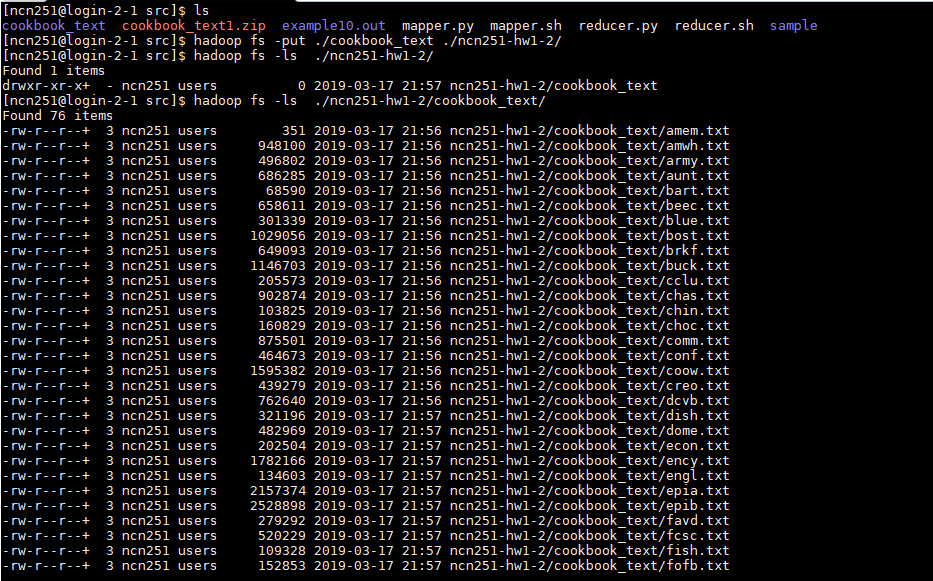 [ncn251@login-2-1 src]$ ls
cookbook_text  cookbook_text1.zip  example10.out  mapper.py  mapper.sh  reducer.py  reducer.sh  sample
[ncn251@login-2-1 src]$ hadoop fs -put ./cookbook_text ./ncn251-hw1-2/
[ncn251@login-2-1 src]$ hadoop fs -ls  ./ncn251-hw1-2/
Found 1 items
drwxr-xr-x+  - ncn251 users          0 2019-03-17 21:57 ncn251-hw1-2/cookbook_text
[ncn251@login-2-1 src]$ hadoop fs -ls  ./ncn251-hw1-2/cookbook_text/
Found 76 items
-rw-r--r--+  3 ncn251 users        351 2019-03-17 21:56 ncn251-hw1-2/cookbook_text/amem.txt
-rw-r--r--+  3 ncn251 users     948100 2019-03-17 21:56 ncn251-hw1-2/cookbook_text/amwh.txt
-rw-r--r--+  3 ncn251 users     496802 2019-03-17 21:56 ncn251-hw1-2/cookbook_text/army.txt
-rw-r--r--+  3 ncn251 users     686285 2019-03-17 21:56 ncn251-hw1-2/cookbook_text/aunt.txt
-rw-r--r--+  3 ncn251 users      68590 2019-03-17 21:56 ncn251-hw1-2/cookbook_text/bart.txt
-rw-r--r--+  3 ncn251 users     658611 2019-03-17 21:56 ncn251-hw1-2/cookbook_text/beec.txt
-rw-r--r--+  3 ncn251 users     301339 2019-03-17 21:56 ncn251-hw1-2/cookbook_text/blue.txt
-rw-r--r--+  3 ncn251 users    1029056 2019-03-17 21:56 ncn251-hw1-2/cookbook_text/bost.txt
-rw-r--r--+  3 ncn251 users     649093 2019-03-17 21:56 ncn251-hw1-2/cookbook_text/brkf.txt
-rw-r--r--+  3 ncn251 users    1146703 2019-03-17 21:56 ncn251-hw1-2/cookbook_text/buck.txt
-rw-r--r--+  3 ncn251 users     205573 2019-03-17 21:56 ncn251-hw1-2/cookbook_text/cclu.txt
-rw-r--r--+  3 ncn251 users     902874 2019-03-17 21:56 ncn251-hw1-2/cookbook_text/chas.txt
-rw-r--r--+  3 ncn251 users     103825 2019-03-17 21:56 ncn251-hw1-2/cookbook_text/chin.txt
-rw-r--r--+  3 ncn251 users     160829 2019-03-17 21:56 ncn251-hw1-2/cookbook_text/choc.txt
-rw-r--r--+  3 ncn251 users     875501 2019-03-17 21:56 ncn251-hw1-2/cookbook_text/comm.txt
-rw-r--r--+  3 ncn251 users     464673 2019-03-17 21:56 ncn251-hw1-2/cookbook_text/conf.txt
-rw-r--r--+  3 ncn251 users    1595382 2019-03-17 21:56 ncn251-hw1-2/cookbook_text/coow.txt
-rw-r--r--+  3 ncn251 users     439279 2019-03-17 21:56 ncn251-hw1-2/cookbook_text/creo.txt
-rw-r--r--+  3 ncn251 users     762640 2019-03-17 21:56 ncn251-hw1-2/cookbook_text/dcvb.txt
-rw-r--r--+  3 ncn251 users     321196 2019-03-17 21:57 ncn251-hw1-2/cookbook_text/dish.txt
-rw-r--r--+  3 ncn251 users     482969 2019-03-17 21:57 ncn251-hw1-2/cookbook_text/dome.txt
-rw-r--r--+  3 ncn251 users     202504 2019-03-17 21:57 ncn251-hw1-2/cookbook_text/econ.txt
-rw-r--r--+  3 ncn251 users    1782166 2019-03-17 21:57 ncn251-hw1-2/cookbook_text/ency.txt
-rw-r--r--+  3 ncn251 users     134603 2019-03-17 21:57 ncn251-hw1-2/cookbook_text/engl.txt
-rw-r--r--+  3 ncn251 users    2157374 2019-03-17 21:57 ncn251-hw1-2/cookbook_text/epia.txt
-rw-r--r--+  3 ncn251 users    2528898 2019-03-17 21:57 ncn251-hw1-2/cookbook_text/epib.txt
-rw-r--r--+  3 ncn251 users     279292 2019-03-17 21:57 ncn251-hw1-2/cookbook_text/favd.txt
-rw-r--r--+  3 ncn251 users     520229 2019-03-17 21:57 ncn251-hw1-2/cookbook_text/fcsc.txt
-rw-r--r--+  3 ncn251 users     109328 2019-03-17 21:57 ncn251-hw1-2/cookbook_text/fish.txt
-rw-r--r--+  3 ncn251 users     152853 2019-03-17 21:57 ncn251-hw1-2/cookbook_text/fofb.txt